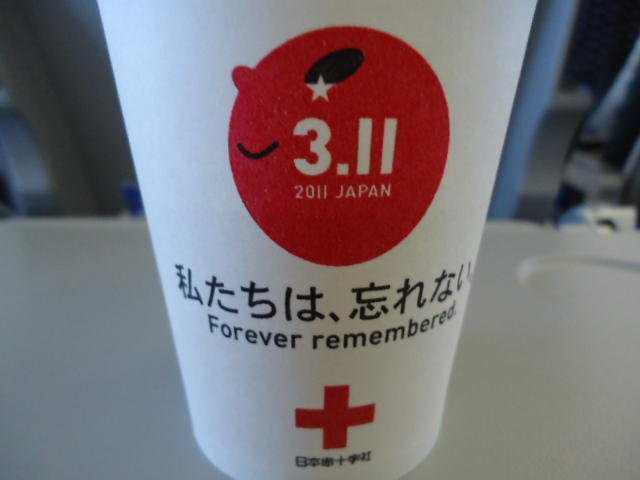 3.11
2011 JAPAN
私たちは、忘れない
Forever remembered.
日本赤十字社